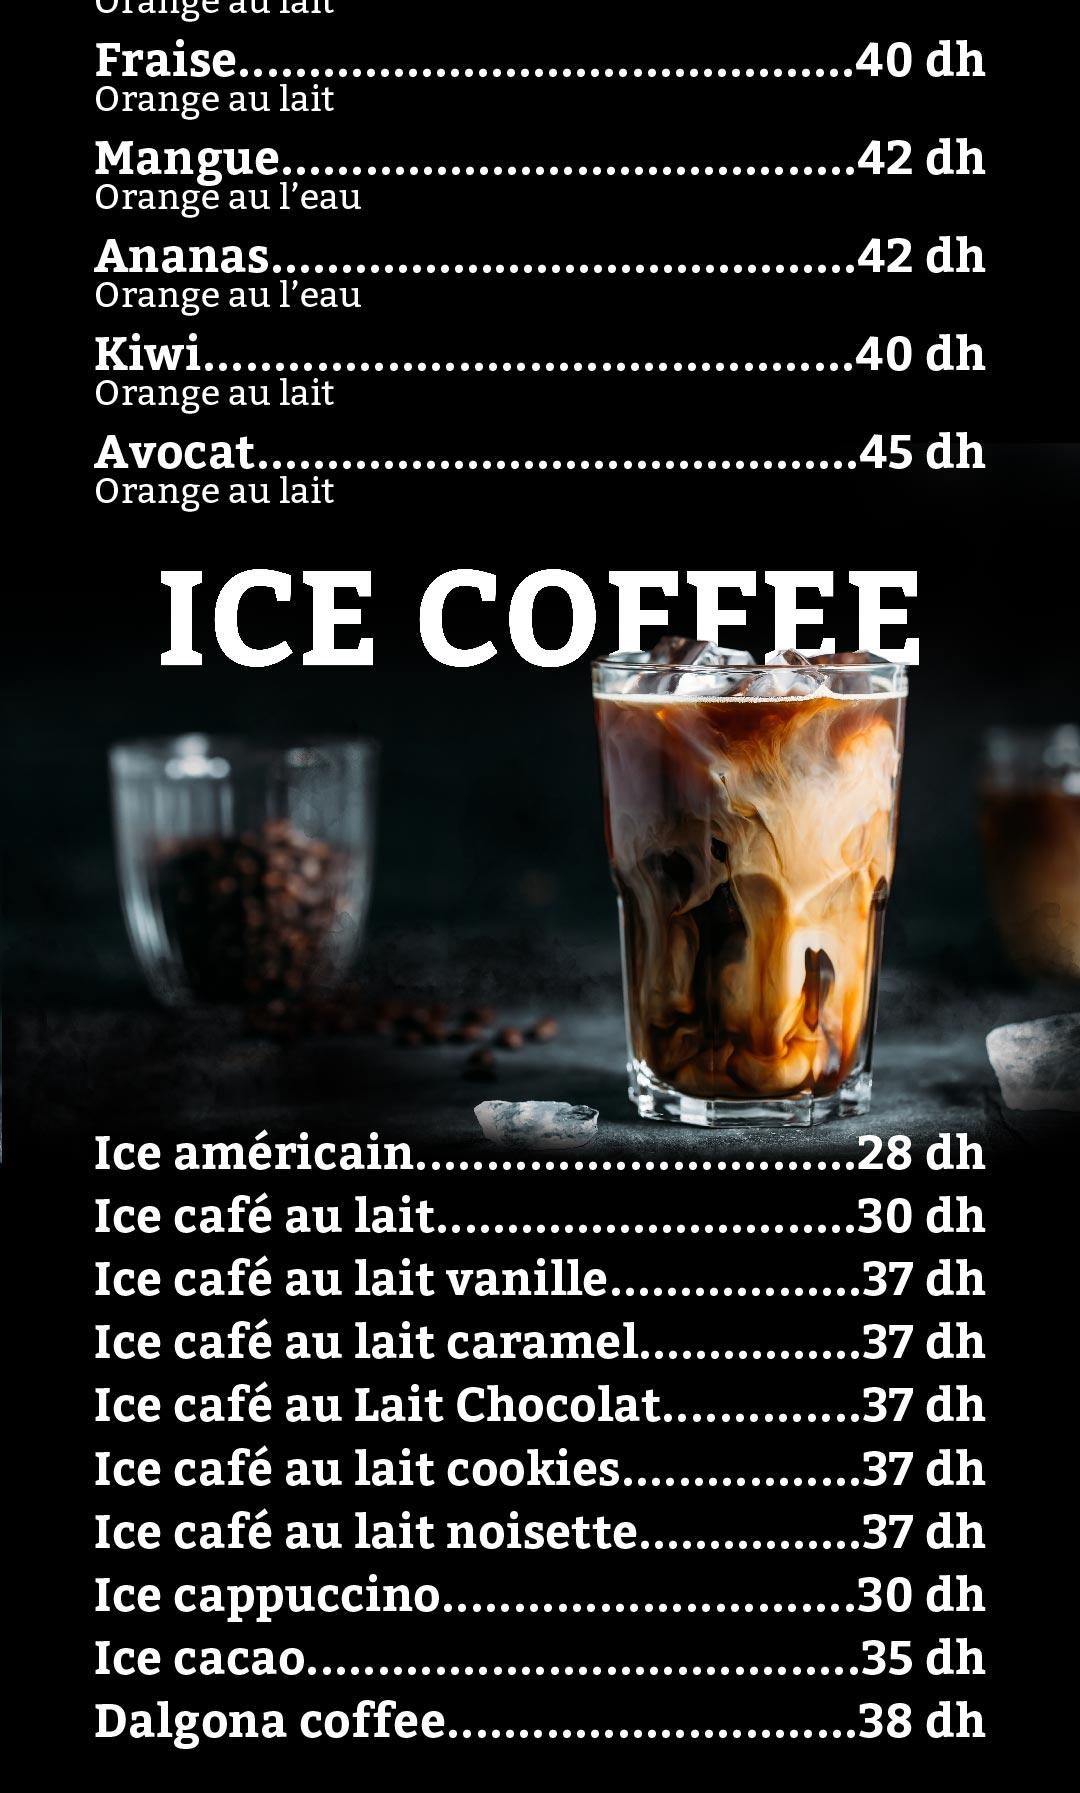 Orange au lait
Fraise.............................................40 dh
Orange au lait
Mangue..........................................42 dh
Orange au l’eau
Ananas...........................................42 dh
Orange au l’eau
Kiwi................................................40 dh
Orange au lait
Avocat............................................45 dh
Orange au lait
ICE COFFEE
Ice américain................................28 dh
Ice café au lait..............................30 dh
Ice café au lait vanille..................37 dh
Ice café au lait caramel................37 dh
Ice café au Lait Chocolat..............37 dh
Ice café au lait cookies.................37 dh
Ice café au lait noisette................37 dh
Ice cappuccino..............................30 dh
Ice cacao........................................35 dh
Dalgona coffee..............................38 dh